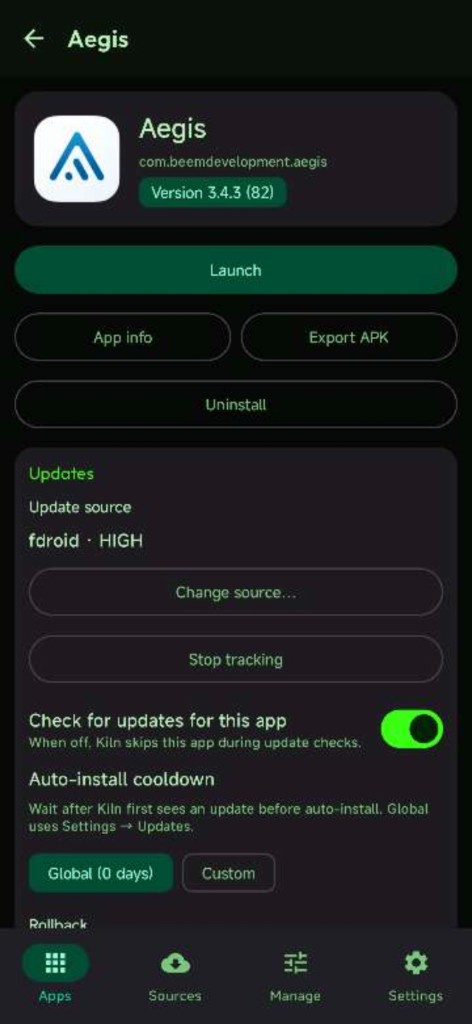 Aegis
Aegis
com.beemdevelopment.aegis
Version 3.4.3 (82)
Launch
App info
Export APK
Uninstall
Updates
Update source
fdroid · HIGH
Change source...
Stop tracking
Check for updates for this app
When off, Kiln skips this app during update checks.
Auto-install cooldown
Wait after Kiln first sees an update before auto-install. Global
uses Settings → Updates.
Global (0 days)
Custom
Rollback
Apps
Sources
Manage
Settings